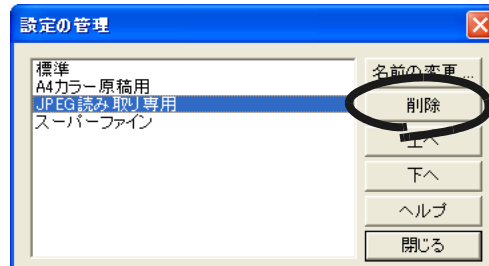 設定の管理
標準
A4カラー原稿用
JPEG読み取り専用
スーパーファイン
名前の変更...
削除
上へ
下へ
ヘルプ
閉じる